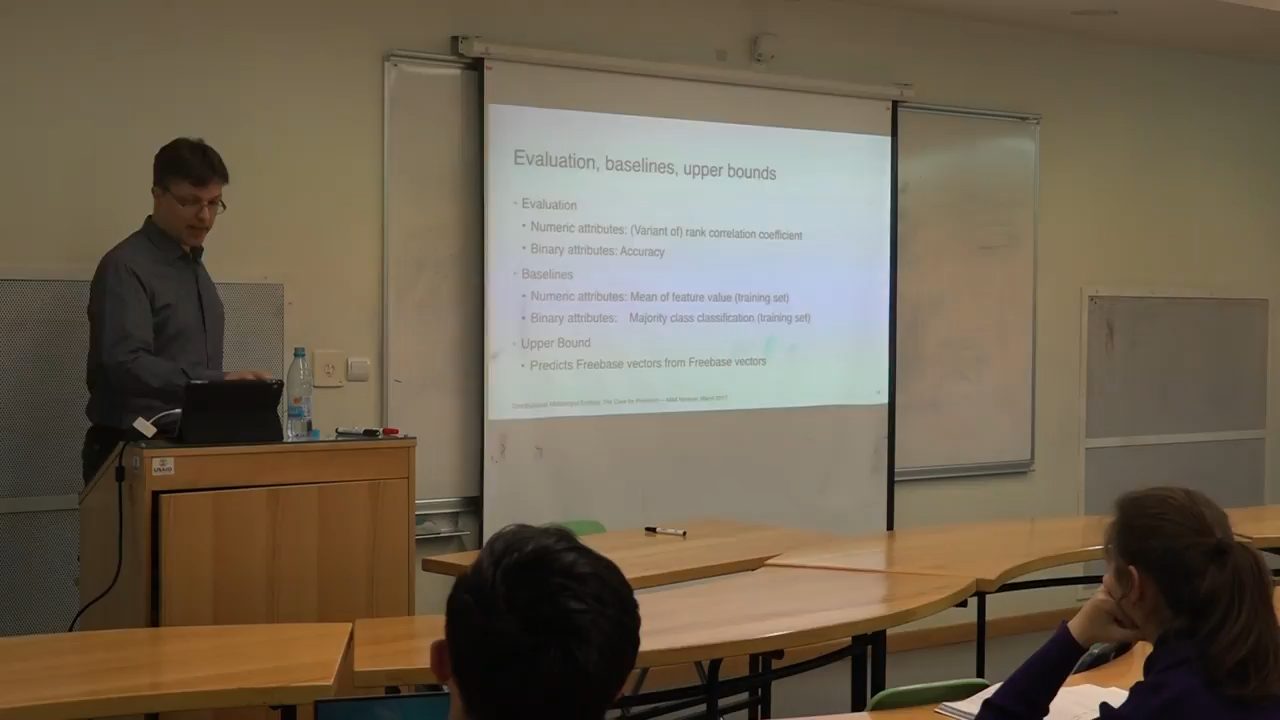 Evaluation, baselines, upper bounds
- Evaluation
• Numeric attributes: (Variant of) rank correlation coefficient
• Binary attributes: Accuracy
- Baselines
• Numeric attributes: Mean of feature value (training set)
• Binary attributes: Majority class classification (training set)
- Upper Bound
• Predicts Freebase vectors from Freebase vectors
USAID